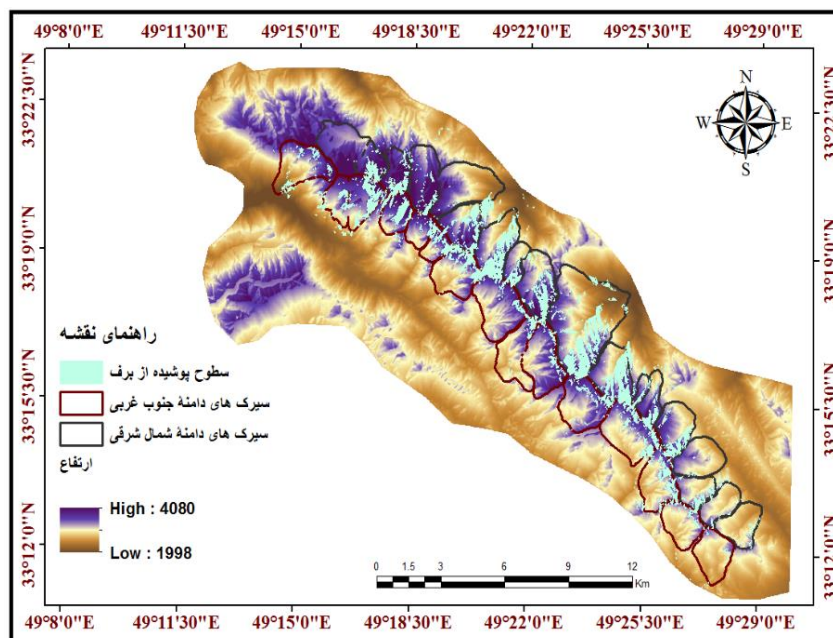 49°8'0"E 49°11'30"E 49°15'0"E 49°18'30"E 49°22'0"E 49°25'30"E 49°29'0"E
33°22'30"N
33°19'0"N
33°15'30"N
33°12'0"N
33°22'30"N
33°19'0"N
33°15'30"N
33°12'0"N
N
W E
S
راهنمای نقشه
سطوح پوشیده از برف
سیرک های دامنهٔ جنوب غربی
سیرک های دامنهٔ شمال شرقی
ارتفاع
High : 4080
Low : 1998
0 1.5 3 6 9 12
Km
49°8'0"E 49°11'30"E 49°15'0"E 49°18'30"E 49°22'0"E 49°25'30"E 49°29'0"E